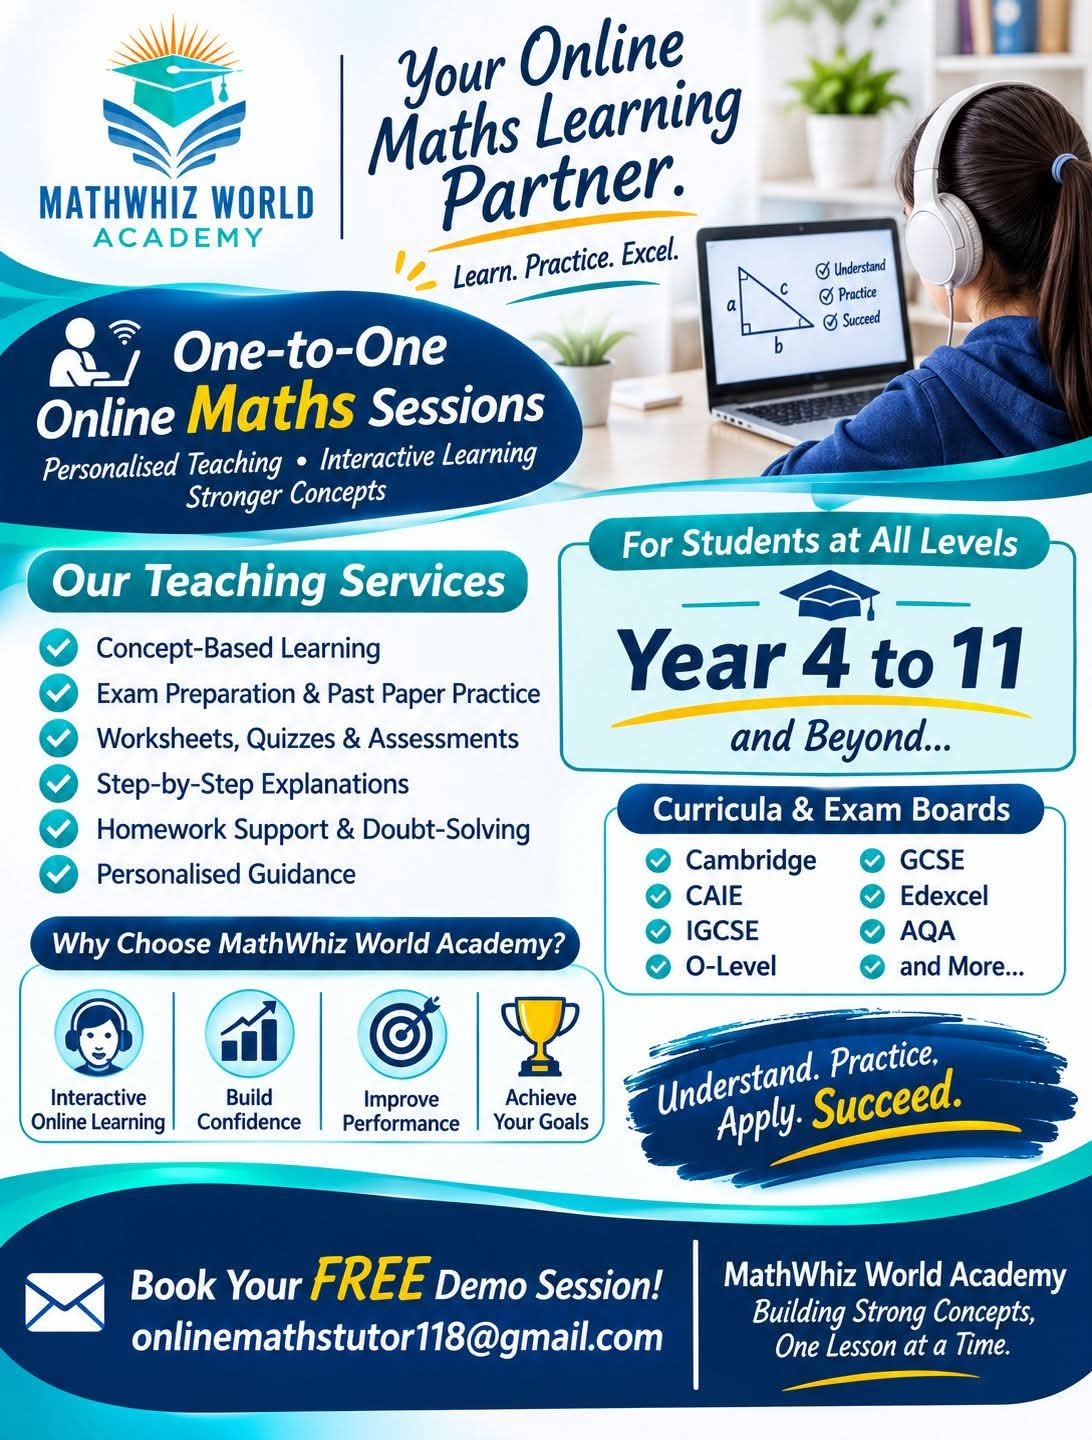 MATHWHIZ WORLD
ACADEMY
Your Online
Maths Learning
Partner.
Learn. Practice. Excel.
a
c
b
Understand
Practice
Succeed
One-to-One
Online Maths Sessions
Personalised Teaching • Interactive Learning
Stronger Concepts
Our Teaching Services
Concept-Based Learning
Exam Preparation & Past Paper Practice
Worksheets, Quizzes & Assessments
Step-by-Step Explanations
Homework Support & Doubt-Solving
Personalised Guidance
For Students at All Levels
Year 4 to 11
and Beyond...
Curricula & Exam Boards
Cambridge
CAIE
IGCSE
O-Level
GCSE
Edexcel
AQA
and More...
Why Choose MathWhiz World Academy?
Interactive
Online Learning
Build
Confidence
Improve
Performance
Achieve
Your Goals
Understand. Practice,
Apply. Succeed.
Book Your FREE Demo Session!
onlinemathstutor118@gmail.com
MathWhiz World Academy
Building Strong Concepts,
One Lesson at a Time.